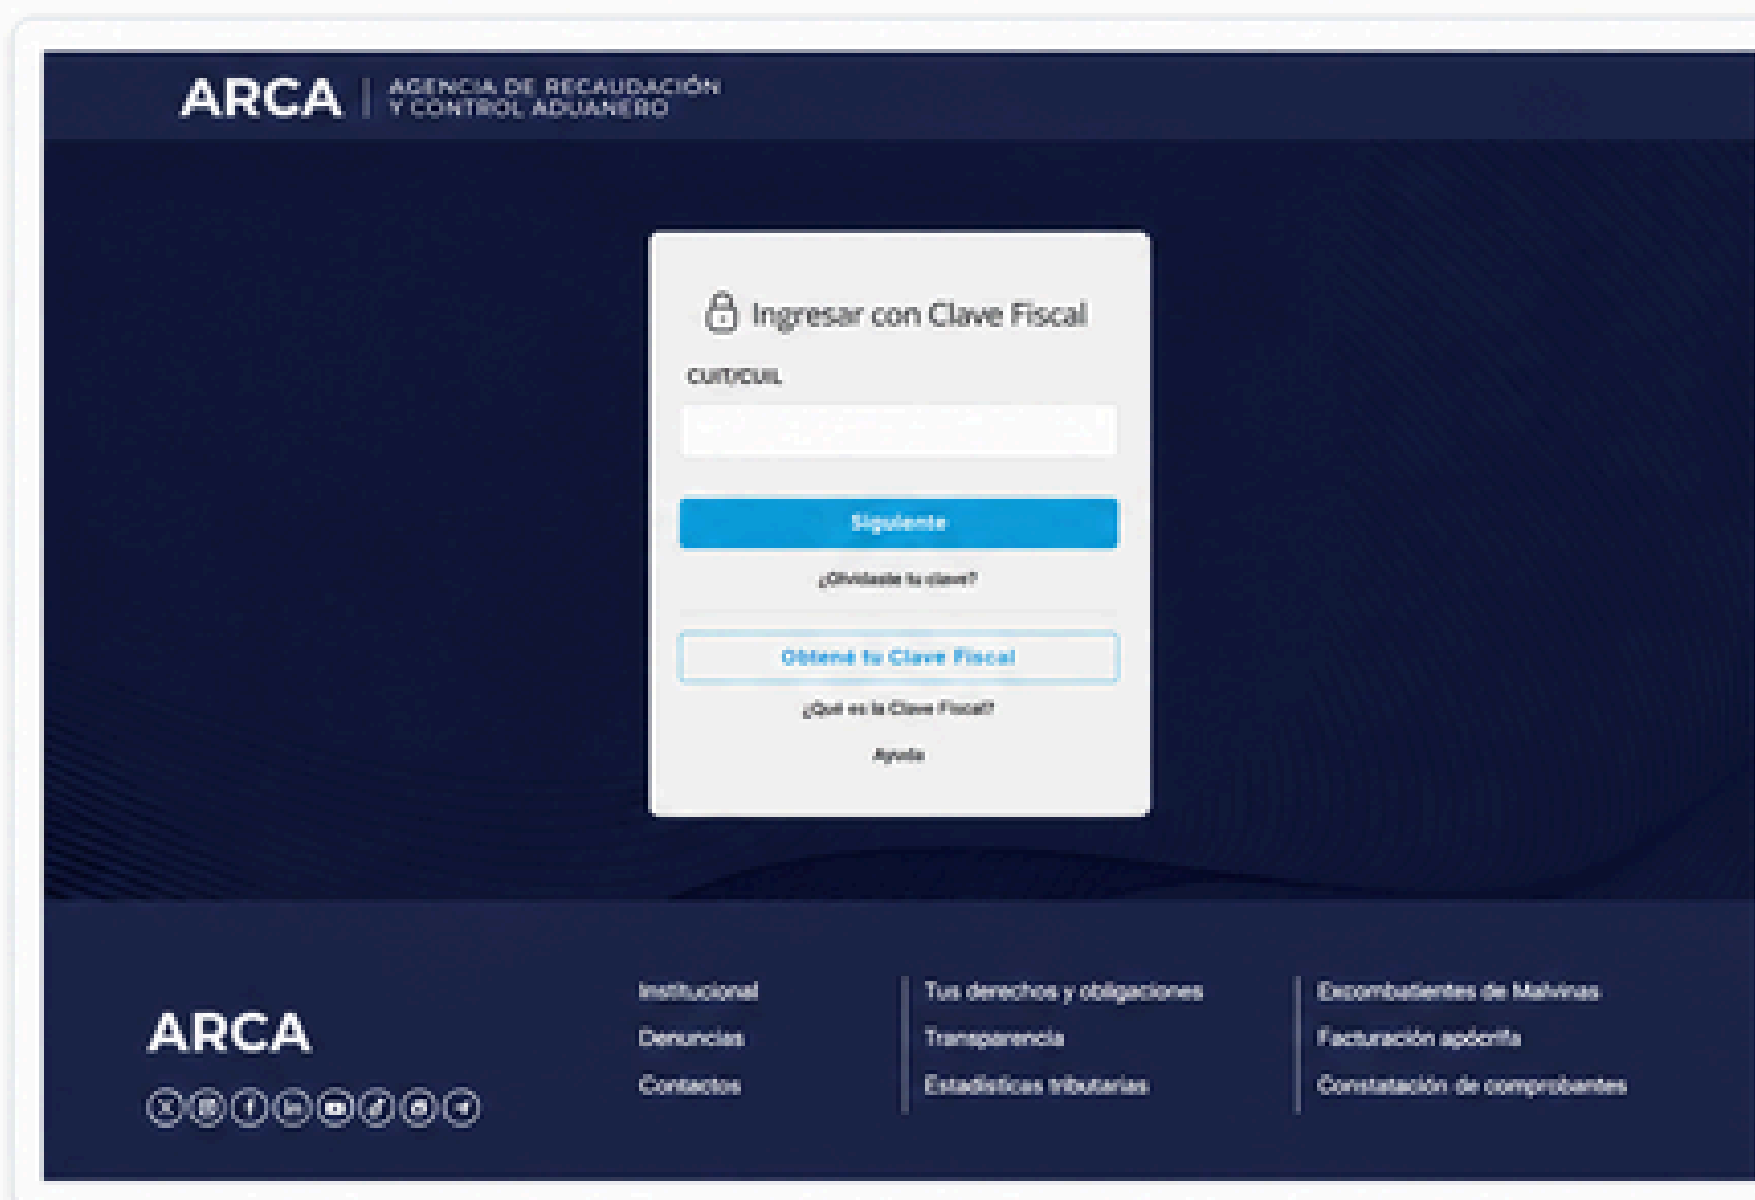 ARCA
AGENCIA DE RECAUDACIÓN
Y CONTROL ADUANERO
Ingresar con Clave Fiscal
CUIT/CUIL
Siguiente
¿Olvidaste tu clave?
Obtené tu Clave Fiscal
¿Qué es la Clave Fiscal?
Ayuda
ARCA
Institucional
Denuncias
Contactos
Tus derechos y obligaciones
Transparencia
Estadísticas tributarias
Excombatientes de Malvinas
Facturación apócrifa
Constatación de comprobantes